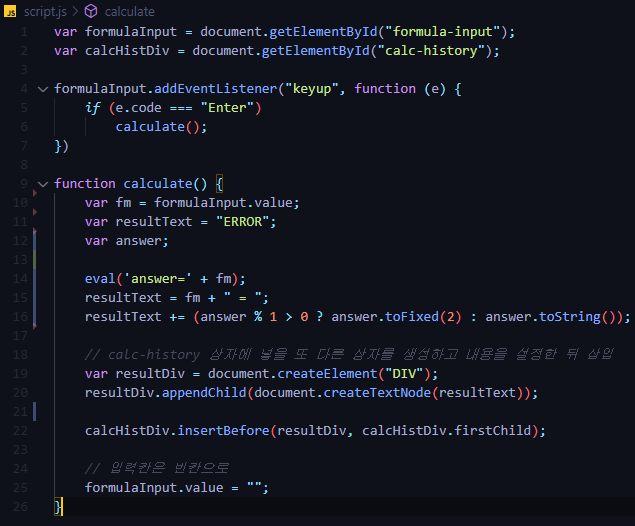 JS script.js > calculate
1 var formulaInput = document.getElementById("formula-input");
2 var calcHistDiv = document.getElementById("calc-history");
3
4 formulaInput.addEventListener("keyup", function (e) {
5 if (e.code === "Enter")
6 calculate();
7 })
8
9 function calculate() {
10 var fm = formulaInput.value;
11 var resultText = "ERROR";
12 var answer;
13
14 eval('answer=' + fm);
15 resultText = fm + " = ";
16 resultText += (answer % 1 > 0 ? answer.toFixed(2) : answer.toString());
17
18 // calc-history 상자에 넣을 또 다른 상자를 생성하고 내용을 설정한 뒤 삽입
19 var resultDiv = document.createElement("DIV");
20 resultDiv.appendChild(document.createTextNode(resultText));
21
22 calcHistDiv.insertBefore(resultDiv, calcHistDiv.firstChild);
23
24 // 입력칸은 빈칸으로
25 formulaInput.value = "";
26 }